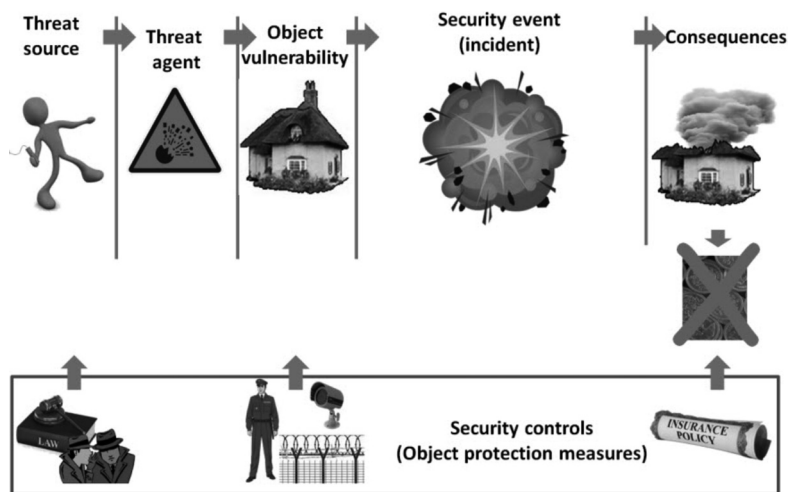 Threat
source
Threat
agent
Object
vulnerability
Security event
(incident)
Consequences
LAW
Security controls
(Object protection measures)
INSURANCE
POLICY